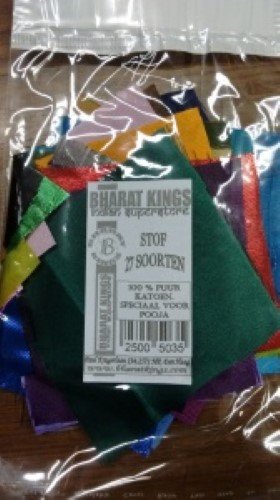 BHARAT KINGS
indian superstore
STOF
27 SOORTEN
100 % PUUR
KATOEN.
SPECIAAL VOOR
POOJA
2500 5035
BHARAT KINGS
www.bharatkings.com